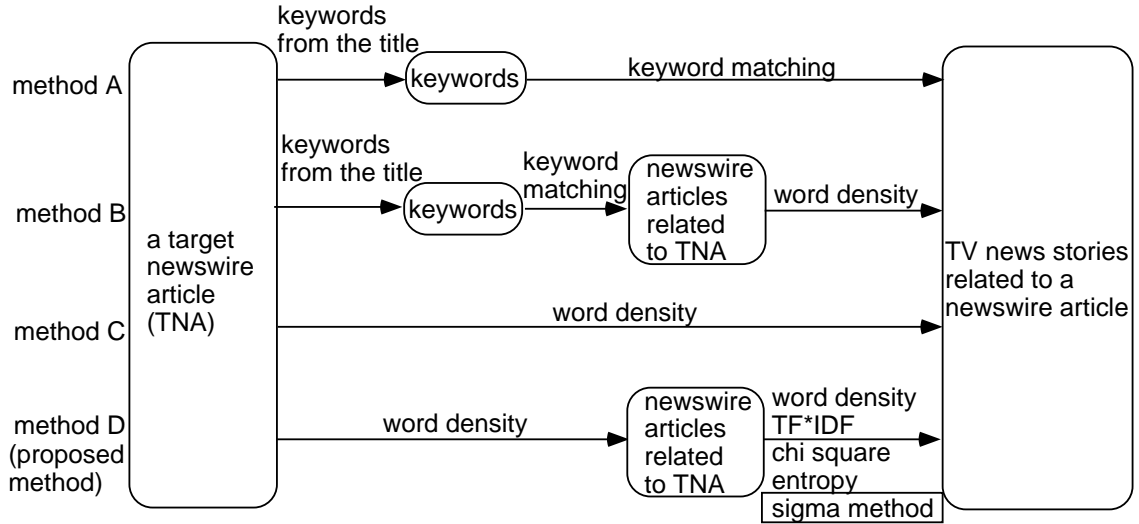 keywords
from the title
method A
keywords
keyword matching
keywords
from the title
keyword
matching
method B
keywords
newswire
articles
related
to TNA
word density
a target
newswire
article
(TNA)
TV news stories
related to a
newswire article
method C
word density
method D
(proposed
method)
word density
newswire
articles
related
to TNA
word density
TF*IDF
chi square
entropy
sigma method